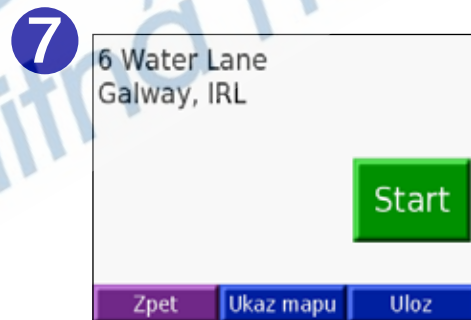 7
6 Water Lane
Galway, IRL
Start
Zpet
Ukaz mapu
Uloz